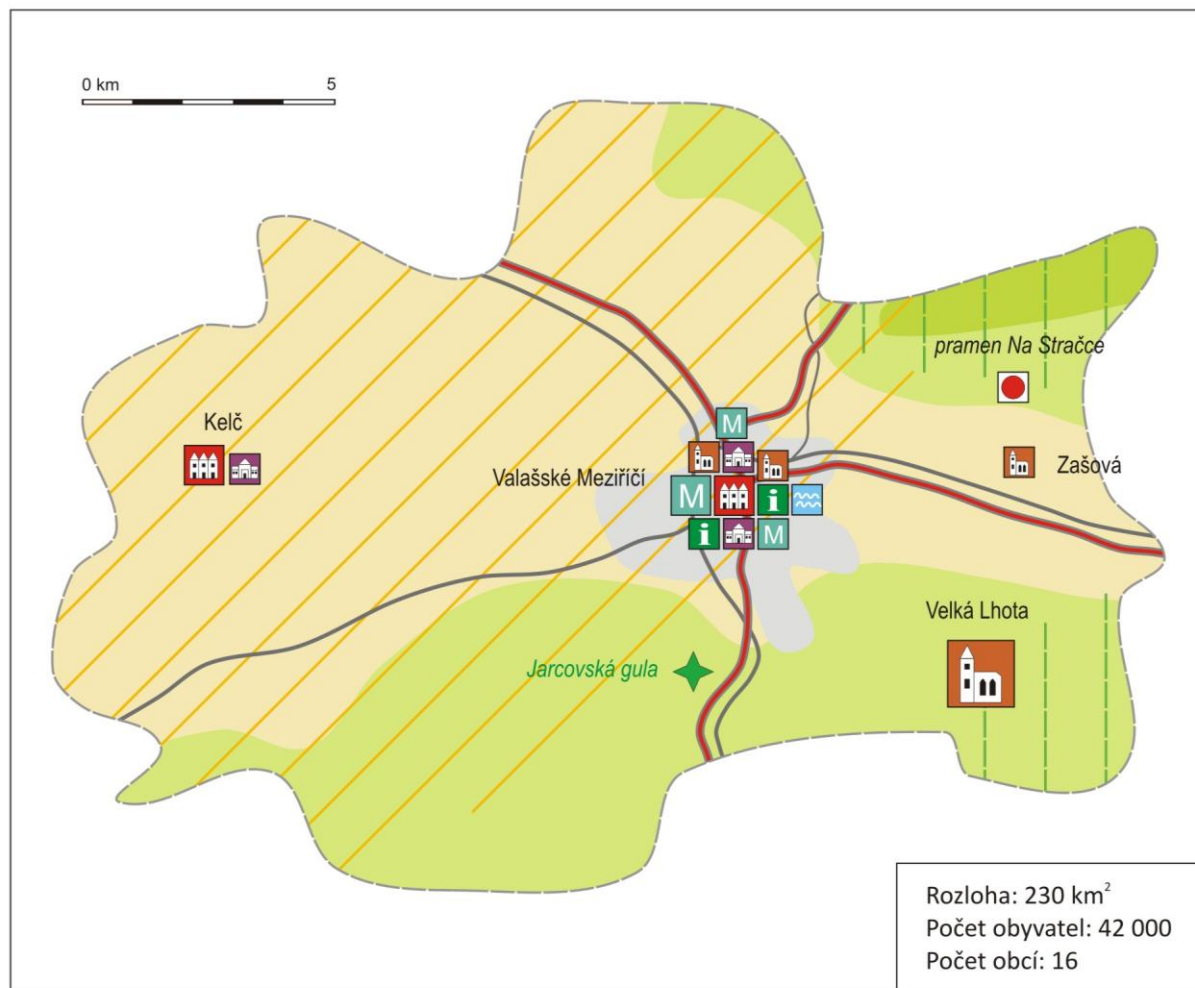 0 km 5
pramen Na Stračce
Kelč
M
Valašské Meziříčí
Zašová
M
i
i
M
Velká Lhota
Jarcovská gula
Rozloha: 230 km²
Počet obyvatel: 42 000
Počet obcí: 16